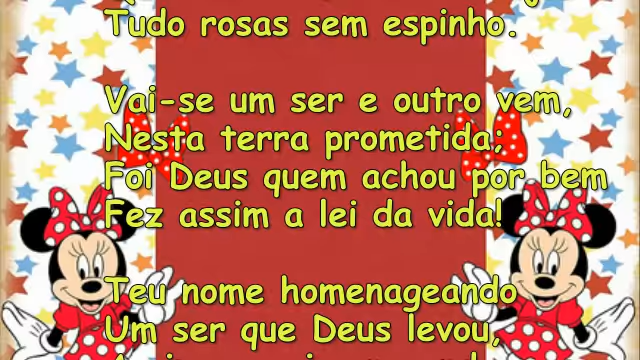 Tudo rosas sem espinho.
Vai-se um ser e outro vem,
Nesta terra prometida;
Foi Deus quem achou por bem
Fez assim a lei da vida!
Teu nome homenageando
Um ser que Deus levou,